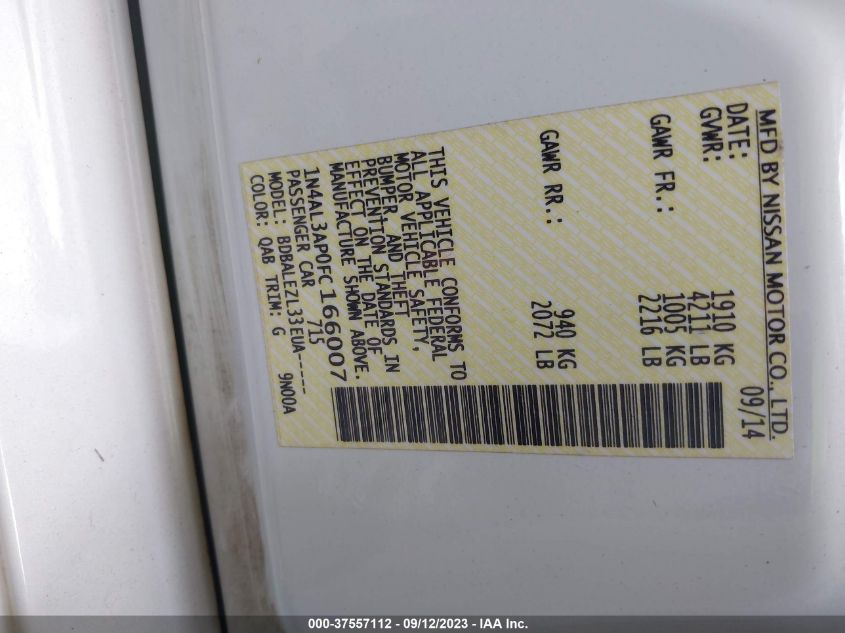 MFD BY NISSAN MOTOR CO., LTD.
DATE: 09/14
GVWR: 1910 KG
4211 LB
GAWR FR.: 1005 KG
2216 LB
GAWR RR.: 940 KG
2072 LB
THIS VEHICLE CONFORMS TO
ALL APPLICABLE FEDERAL
MOTOR VEHICLE SAFETY,
BUMPER, AND THEFT
PREVENTION STANDARDS IN
EFFECT ON THE DATE OF
MANUFACTURE SHOWN ABOVE.
1N4AL3AP0FC166007
PASSENGER CAR 715
MODEL: BDBALEZL33EUA-----
COLOR: QAB TRIM: G 9N00A
000-37557112 - 09/12/2023 - IAA Inc.